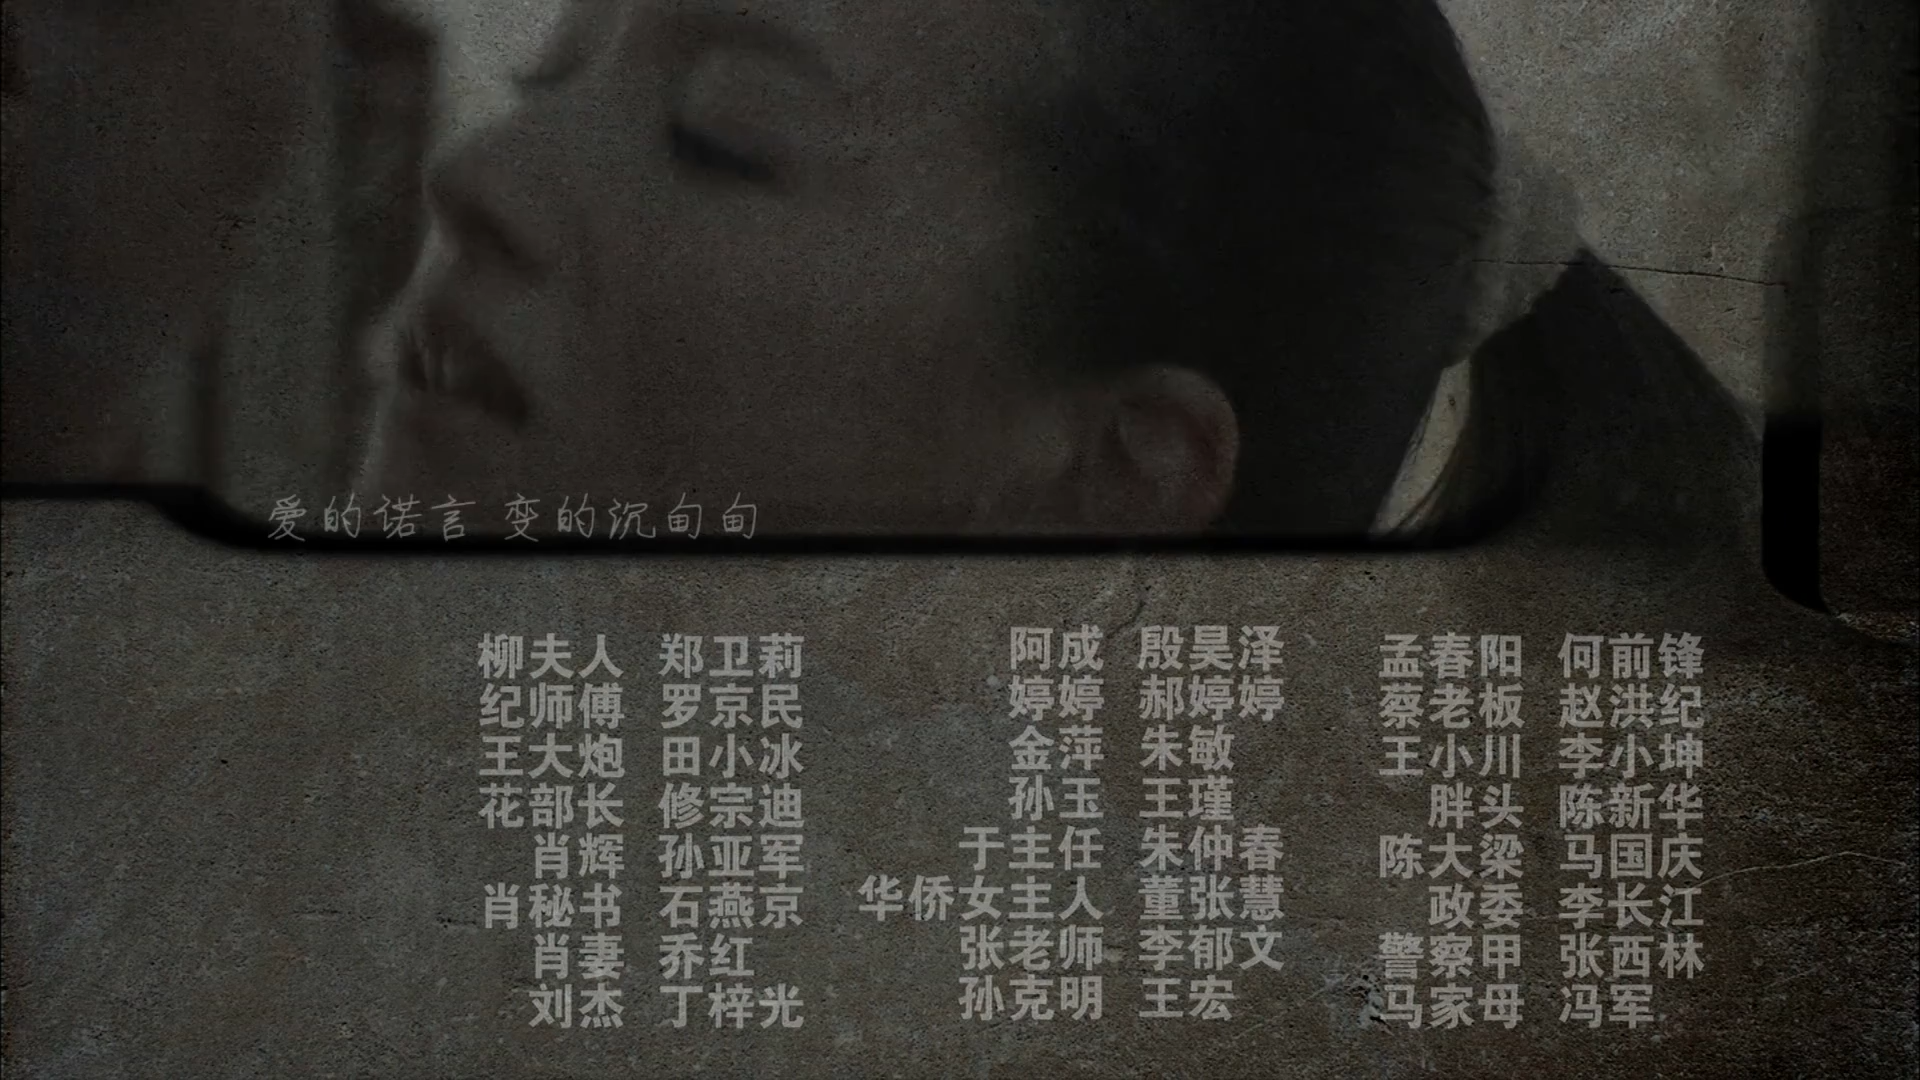 爱的诺言 变的沉甸甸
柳夫人 郑卫莉
纪师傅 罗京民
王大炮 田小冰
花部长 修宗迪
肖辉 孙亚军
肖秘书 石燕京
肖妻 乔红
刘杰 丁梓光
阿成 殷昊泽
婷婷 郝婷婷
金萍 朱敏
孙玉 王瑾
于主任 朱仲春
华侨女主人 董张慧
张老师 李郁文
孙克明 王宏
孟春阳 何前锋
蔡老板 赵洪纪
王小川 李小坤
胖头 陈新华
陈大梁 马国庆
政委 李长江
警察甲 张西林
马家母 冯军